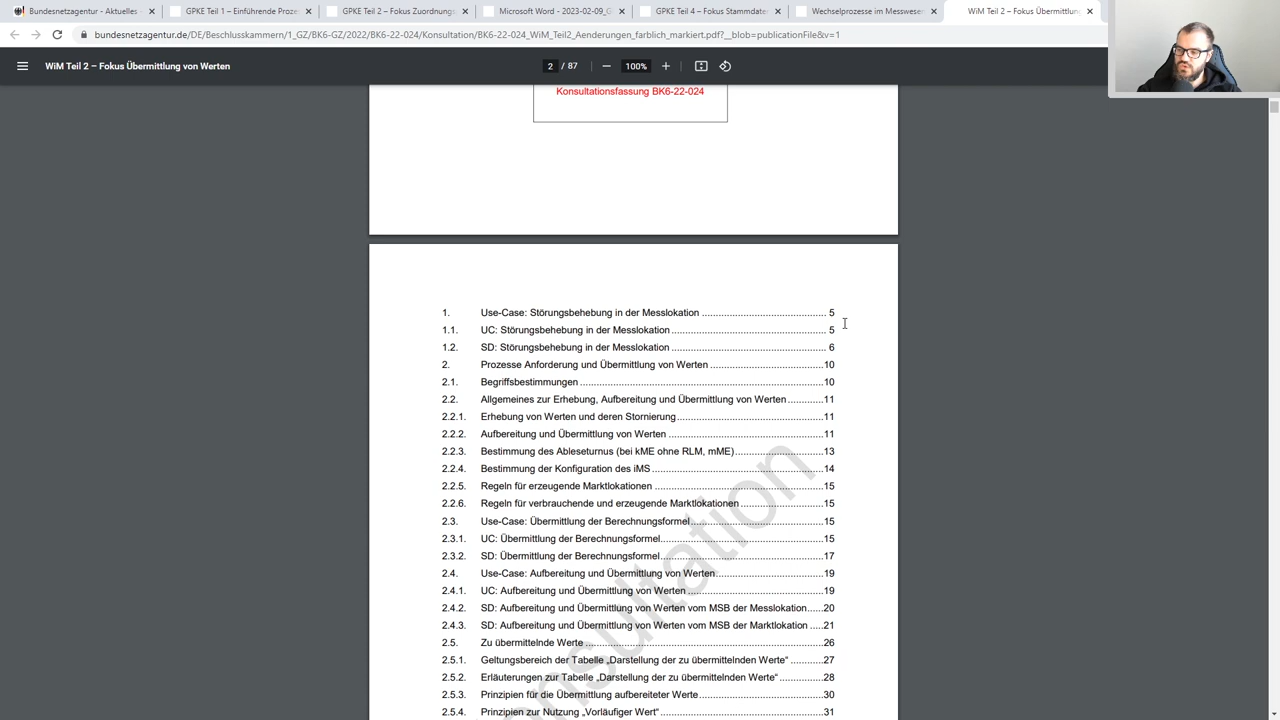 Bundesnetzagentur - Aktuelles
GPKE Teil 1 – Einführende Proze
GPKE Teil 2 – Fokus Zuordnungs
Microsoft Word - 2023-02-09_G
GPKE Teil 4 – Fokus Stammdate
Wechselprozesse im Messwesen
WiM Teil 2 – Fokus Übermittlung
bundesnetzagentur.de/DE/Beschlusskammern/1_GZ/BK6-GZ/2022/BK6-22-024/Konsultation/BK6-22-024_WiM_Teil2_Aenderungen_farblich_markiert.pdf?__blob=publicationFile&v=1
WiM Teil 2 – Fokus Übermittlung von Werten
2 / 87
100%
Konsultationsfassung BK6-22-024
1. Use-Case: Störungsbehebung in der Messlokation 5
1.1. UC: Störungsbehebung in der Messlokation 5
1.2. SD: Störungsbehebung in der Messlokation 6
2. Prozesse Anforderung und Übermittlung von Werten 10
2.1. Begriffsbestimmungen 10
2.2. Allgemeines zur Erhebung, Aufbereitung und Übermittlung von Werten 11
2.2.1. Erhebung von Werten und deren Stornierung 11
2.2.2. Aufbereitung und Übermittlung von Werten 11
2.2.3. Bestimmung des Ableseturnus (bei kME ohne RLM, mME) 13
2.2.4. Bestimmung der Konfiguration des iMS 14
2.2.5. Regeln für erzeugende Marktlokationen 15
2.2.6. Regeln für verbrauchende und erzeugende Marktlokationen 15
2.3. Use-Case: Übermittlung der Berechnungsformel 15
2.3.1. UC: Übermittlung der Berechnungsformel 15
2.3.2. SD: Übermittlung der Berechnungsformel 17
2.4. Use-Case: Aufbereitung und Übermittlung von Werten 19
2.4.1. UC: Aufbereitung und Übermittlung von Werten 19
2.4.2. SD: Aufbereitung und Übermittlung von Werten vom MSB der Messlokation 20
2.4.3. SD: Aufbereitung und Übermittlung von Werten vom MSB der Marktlokation 21
2.5. Zu übermittelnde Werte 26
2.5.1. Geltungsbereich der Tabelle „Darstellung der zu übermittelnden Werte“ 27
2.5.2. Erläuterungen zur Tabelle „Darstellung der zu übermittelnden Werte“ 28
2.5.3. Prinzipien für die Übermittlung aufbereiteter Werte 30
2.5.4. Prinzipien zur Nutzung „Vorläufiger Wert“ 31
onsultation